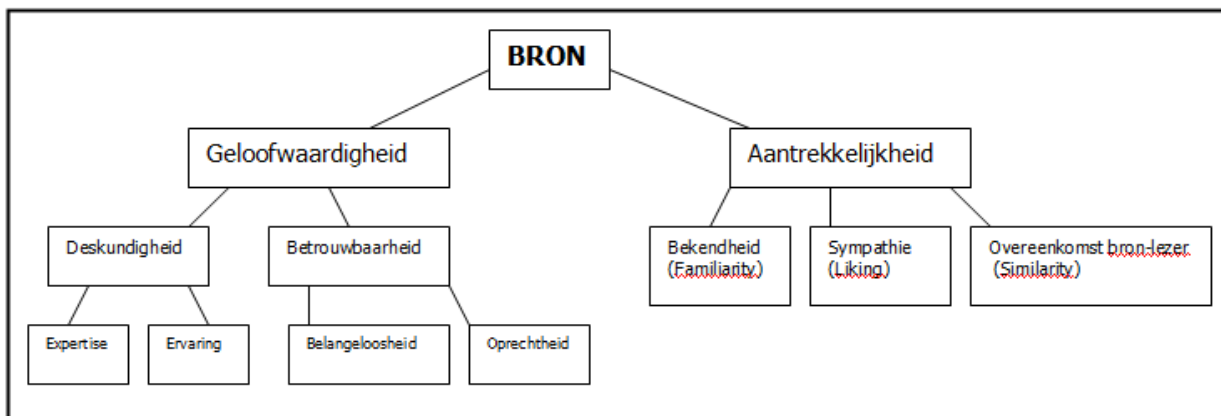 BRON
Geloofwaardigheid
Aantrekkelijkheid
Deskundigheid
Betrouwbaarheid
Bekendheid
(Familiarity)
Sympathie
(Liking)
Overeenkomst bron-lezer
(Similarity)
Expertise
Ervaring
Belangeloosheid
Oprechtheid